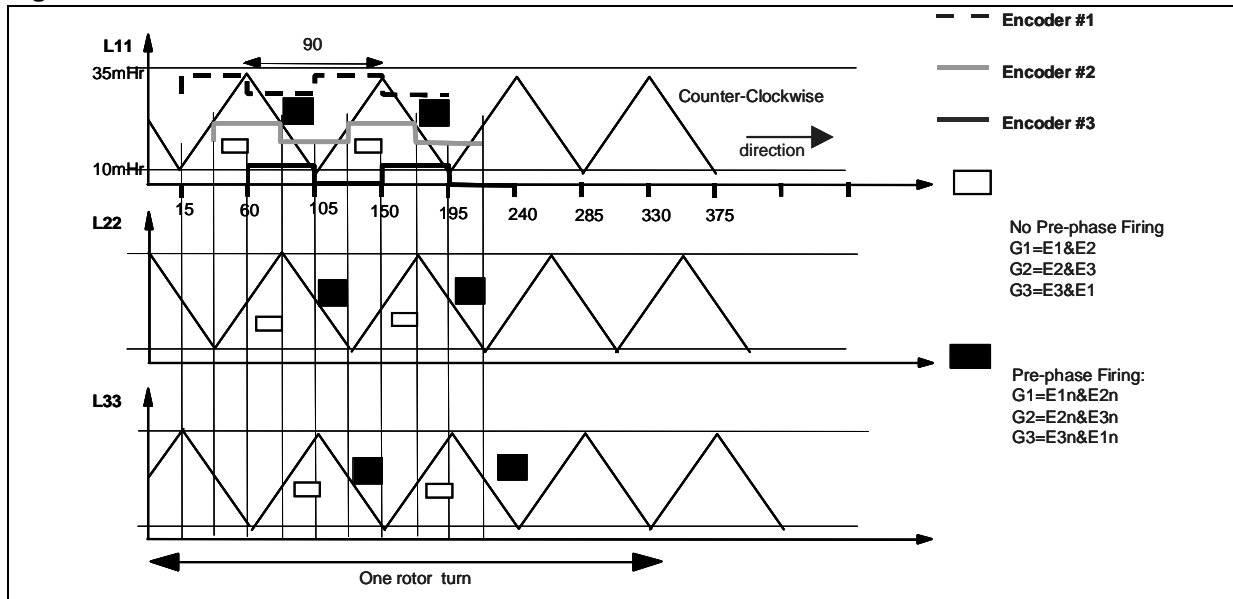 L11
90
35mHr
10mHr
Counter-Clockwise
direction
Encoder #1
Encoder #2
Encoder #3
15 60 105 150 195 240 285 330 375
No Pre-phase Firing
G1=E1&E2
G2=E2&E3
G3=E3&E1
L22
Pre-phase Firing:
G1=E1n&E2n
G2=E2n&E3n
G3=E3n&E1n
L33
One rotor turn